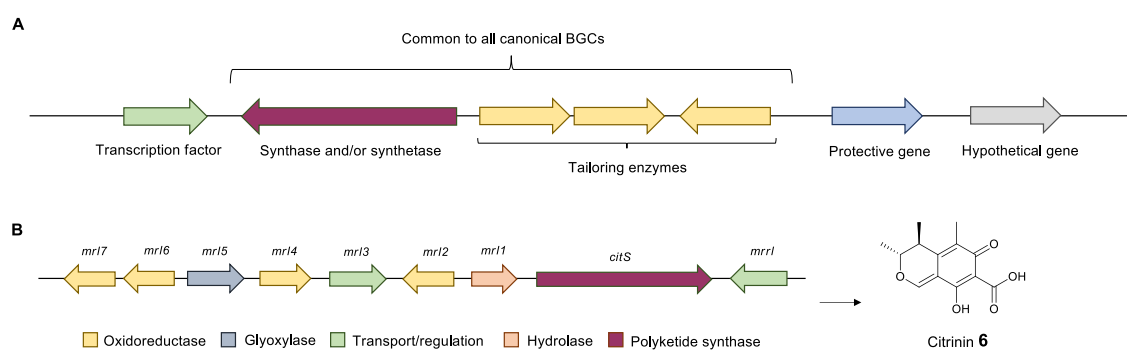 A
Common to all canonical BGCs
Transcription factor
Synthase and/or synthetase
Tailoring enzymes
Protective gene
Hypothetical gene
B
mrl7 mrl6 mrl5 mrl4 mrl3 mrl2 mrl1 citS mrrl
O
O
OH
OH
O
Oxidoreductase Glyoxylase Transport/regulation Hydrolase Polyketide synthase
Citrinin 6